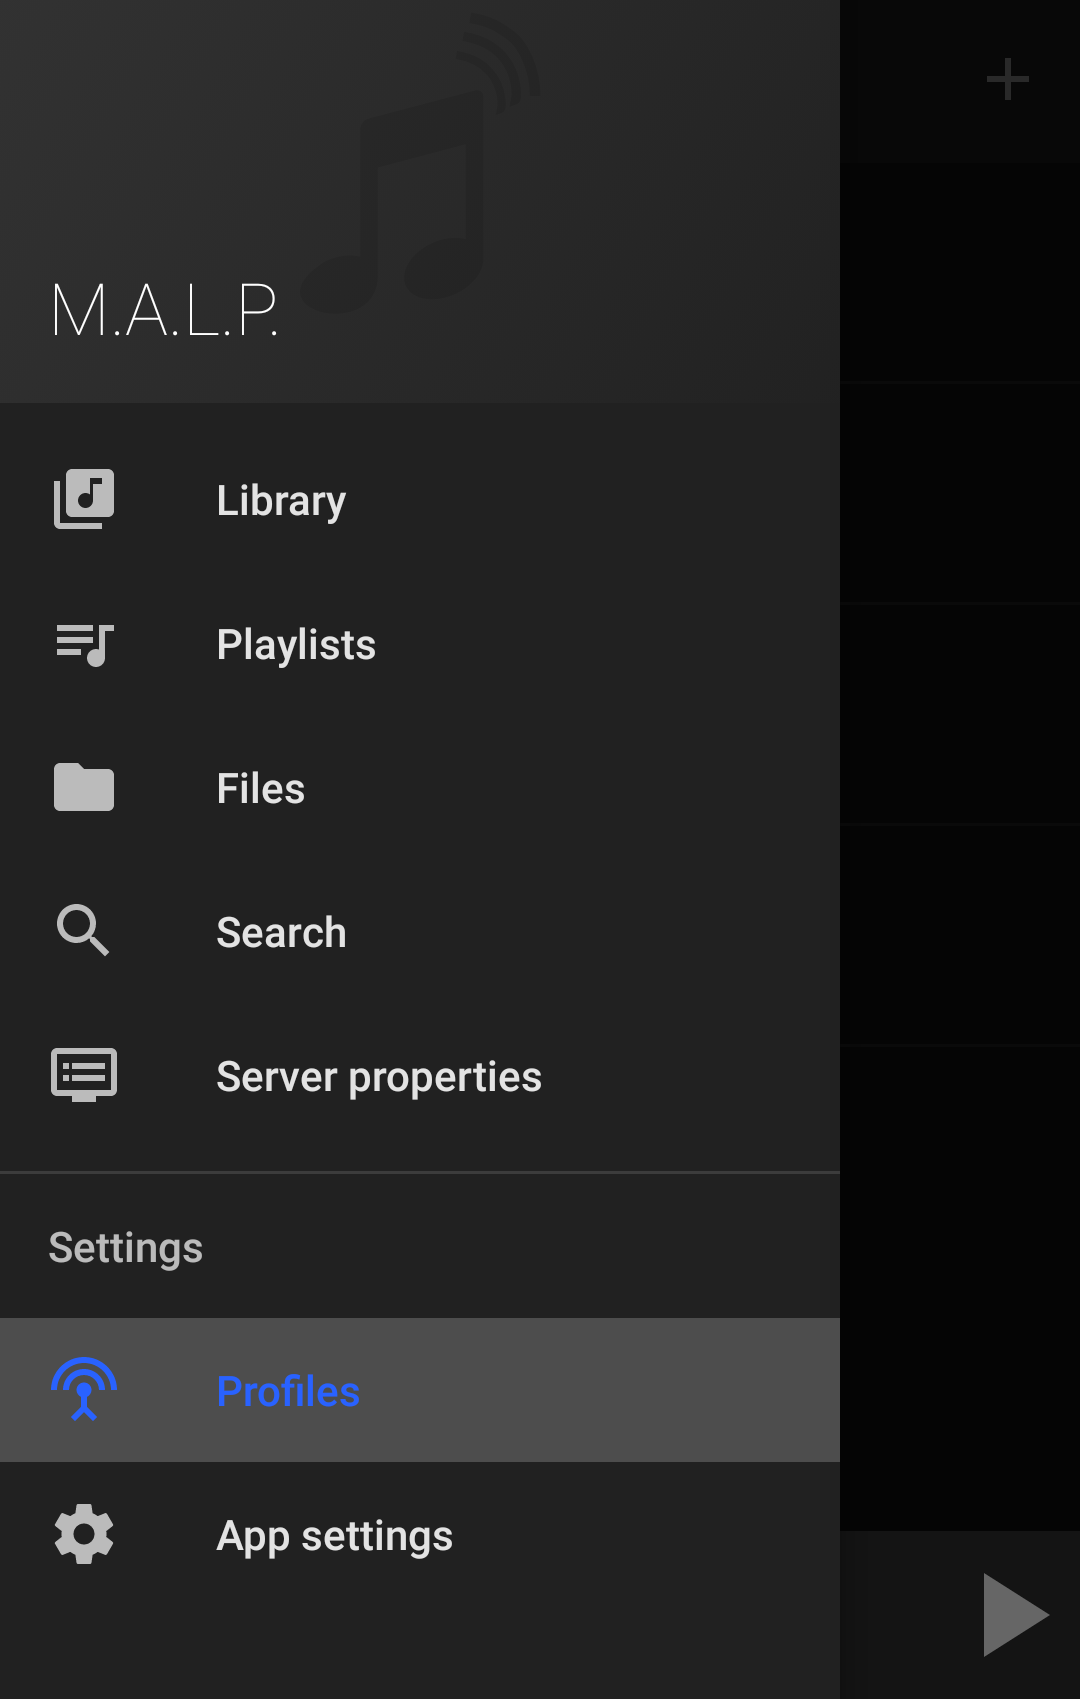 M.A.L.P.
Library
Playlists
Files
Search
Server properties
Settings
Profiles
App settings